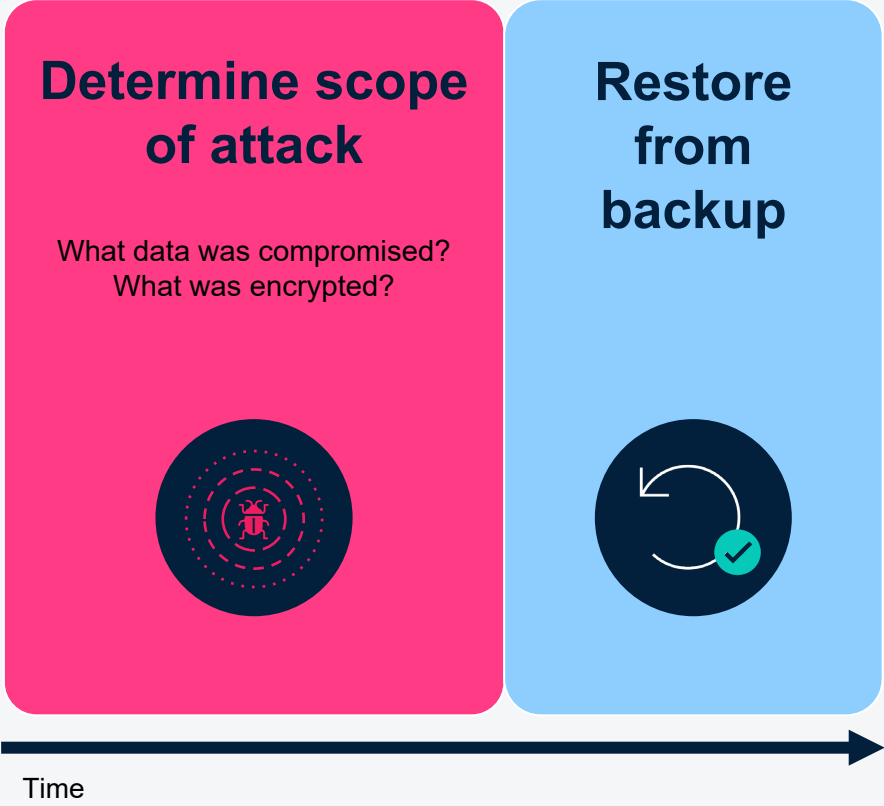 Determine scope
of attack
What data was compromised?
What was encrypted?
Restore
from
backup
Time